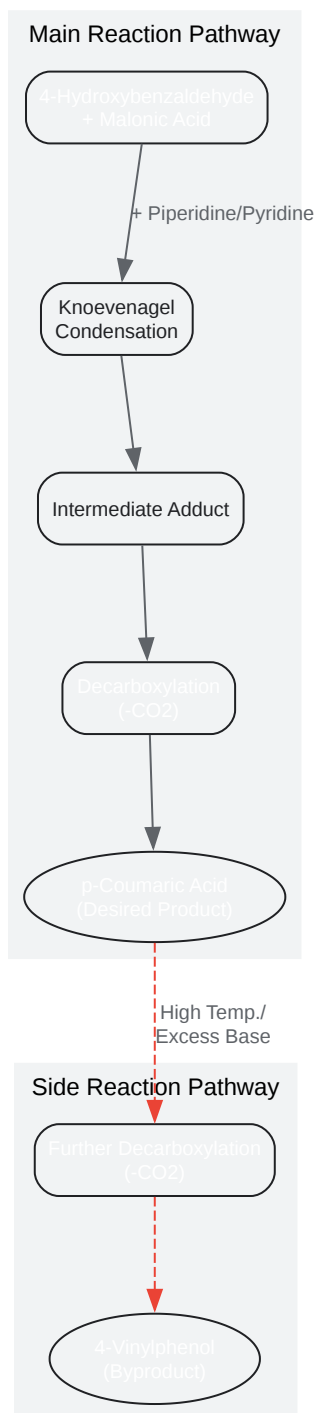 Main Reaction Pathway
4-Hydroxybenzaldehyde
+ Malonic Acid
+ Piperidine/Pyridine
Knoevenagel
Condensation
Intermediate Adduct
Decarboxylation
(-CO2)
p-Coumaric Acid
(Desired Product)
High Temp./
Excess Base
Side Reaction Pathway
Further Decarboxylation
(-CO2)
4-Vinylphenol
(Byproduct)